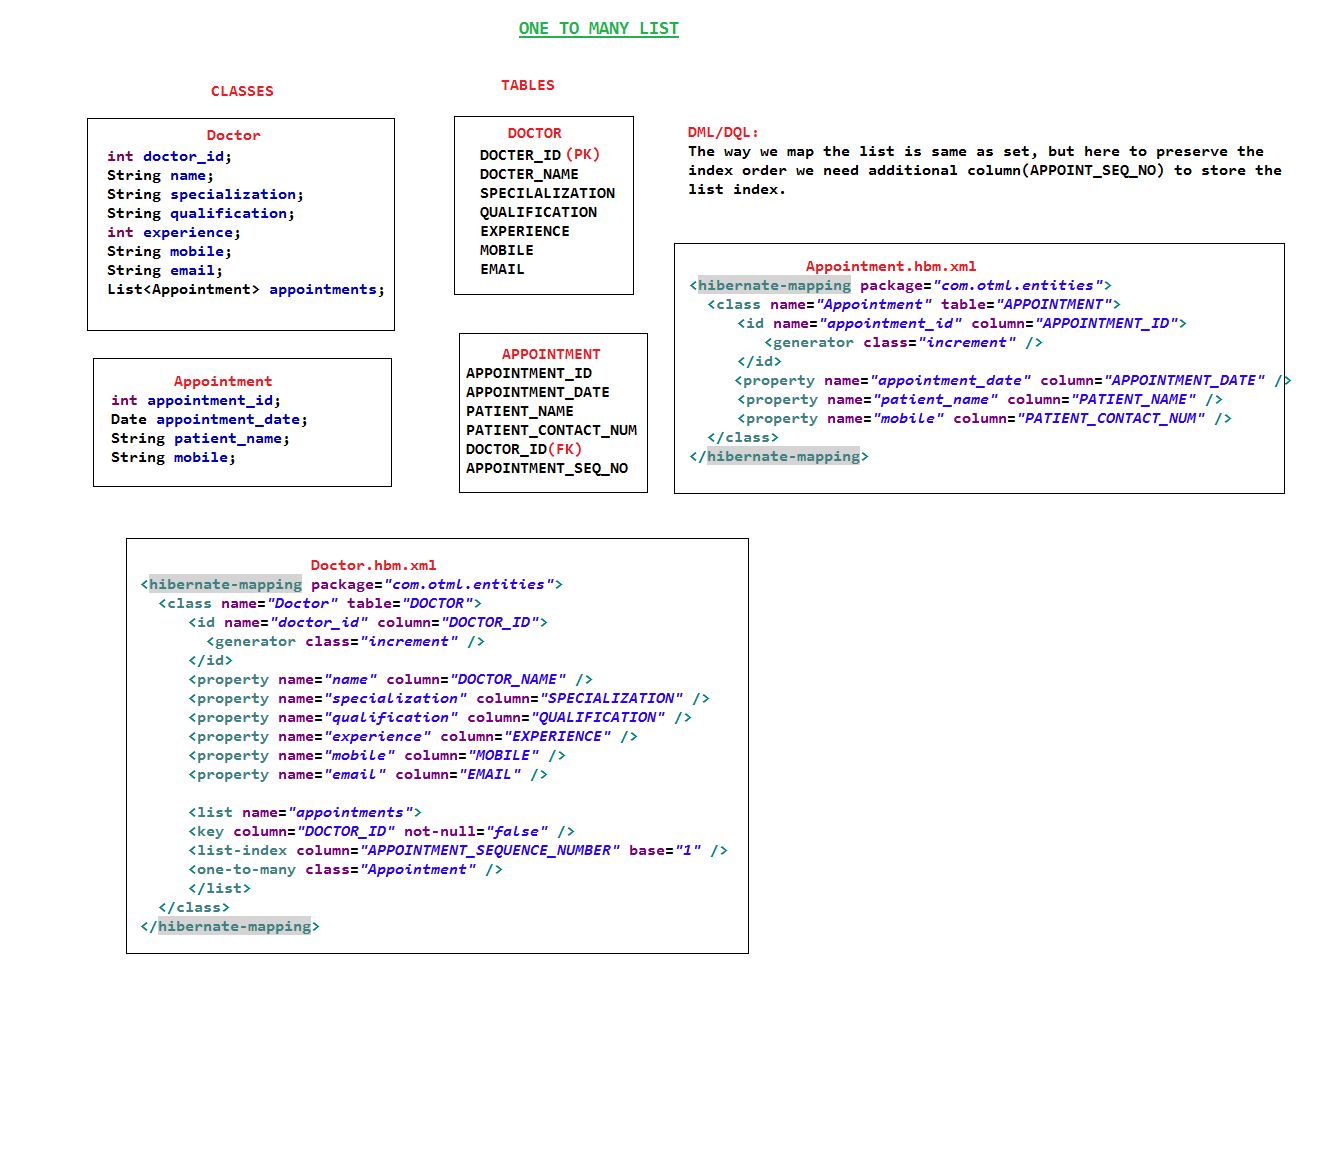 ONE TO MANY LIST
CLASSES
Doctor
int doctor_id;
String name;
String specialization;
String qualification;
int experience;
String mobile;
String email;
List<Appointment> appointments;
Appointment
int appointment_id;
Date appointment_date;
String patient_name;
String mobile;
TABLES
DOCTOR
DOCTER_ID (PK)
DOCTER_NAME
SPECILALIZATION
QUALIFICATION
EXPERIENCE
MOBILE
EMAIL
APPOINTMENT
APPOINTMENT_ID
APPOINTMENT_DATE
PATIENT_NAME
PATIENT_CONTACT_NUM
DOCTOR_ID(FK)
APPOINTMENT_SEQ_NO
DML/DQL:
The way we map the list is same as set, but here to preserve the
index order we need additional column(APPOINT_SEQ_NO) to store the
list index.
Appointment.hbm.xml
<hibernate-mapping package="com.otml.entities">
<class name="Appointment" table="APPOINTMENT">
<id name="appointment_id" column="APPOINTMENT_ID">
<generator class="increment" />
</id>
<property name="appointment_date" column="APPOINTMENT_DATE" />
<property name="patient_name" column="PATIENT_NAME" />
<property name="mobile" column="PATIENT_CONTACT_NUM" />
</class>
</hibernate-mapping>
Doctor.hbm.xml
<hibernate-mapping package="com.otml.entities">
<class name="Doctor" table="DOCTOR">
<id name="doctor_id" column="DOCTOR_ID">
<generator class="increment" />
</id>
<property name="name" column="DOCTOR_NAME" />
<property name="specialization" column="SPECIALIZATION" />
<property name="qualification" column="QUALIFICATION" />
<property name="experience" column="EXPERIENCE" />
<property name="mobile" column="MOBILE" />
<property name="email" column="EMAIL" />
<list name="appointments">
<key column="DOCTOR_ID" not-null="false" />
<list-index column="APPOINTMENT_SEQUENCE_NUMBER" base="1" />
<one-to-many class="Appointment" />
</list>
</class>
</hibernate-mapping>